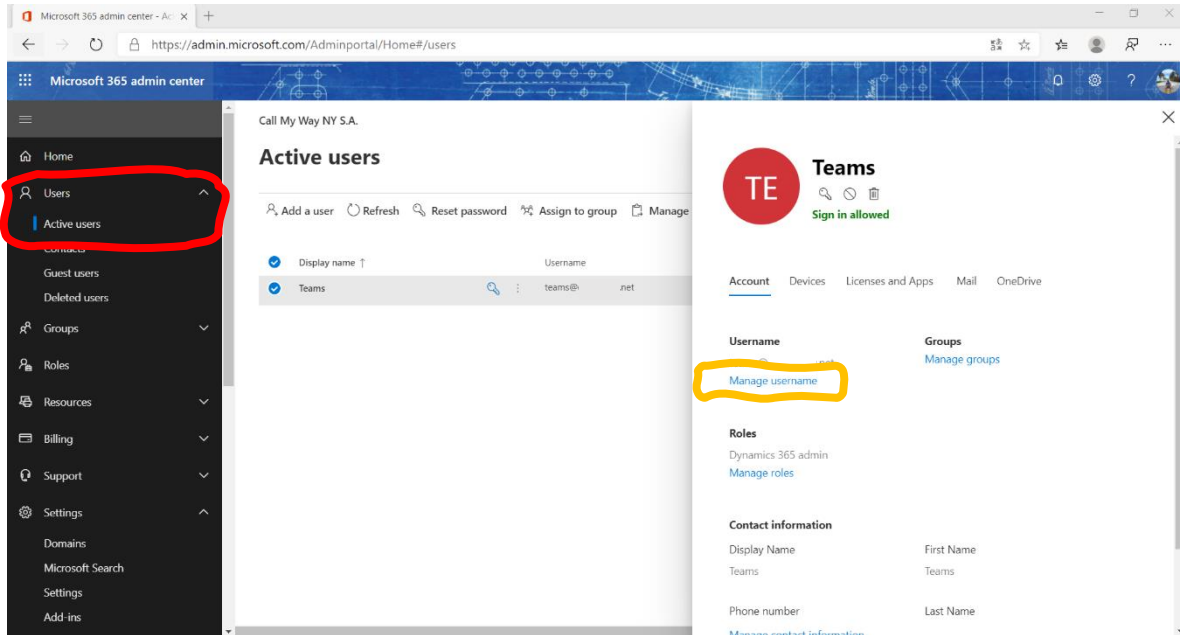 Microsoft 365 admin center - Ac
https://admin.microsoft.com/Adminportal/Home#/users
Microsoft 365 admin center
?
Home
Users
Active users
Contacts
Guest users
Deleted users
Groups
Roles
Resources
Billing
Support
Settings
Domains
Microsoft Search
Settings
Add-ins
Call My Way NY S.A.
Active users
Add a user Refresh Reset password Assign to group Manage
Display name ↑ Username
Teams teams@ .net
TE
Teams
Sign in allowed
Account Devices Licenses and Apps Mail OneDrive
Username Groups
Manage groups
Manage username
Roles
Dynamics 365 admin
Manage roles
Contact information
Display Name First Name
Teams Teams
Phone number Last Name
Manage contact information